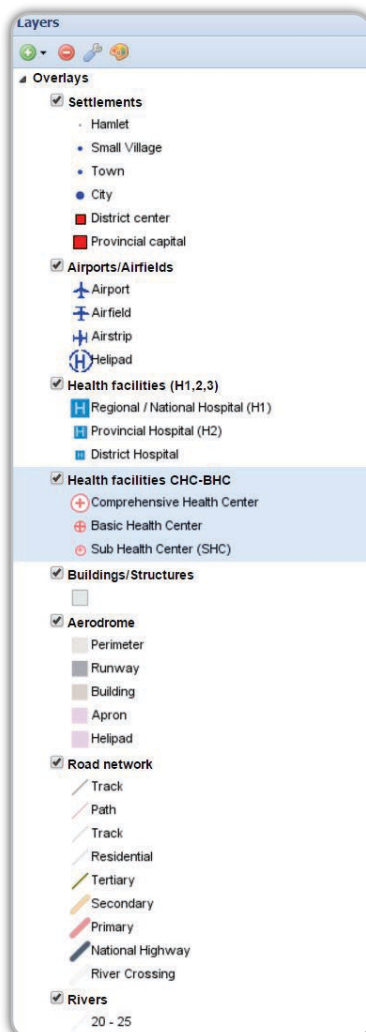 Layers
Overlays
Settlements
Hamlet
Small Village
Town
City
District center
Provincial capital
Airports/Airfields
Airport
Airfield
Airstrip
Helipad
Health facilities (H1,2,3)
Regional / National Hospital (H1)
Provincial Hospital (H2)
District Hospital
Health facilities CHC-BHC
Comprehensive Health Center
Basic Health Center
Sub Health Center (SHC)
Buildings/Structures
Aerodrome
Perimeter
Runway
Building
Apron
Helipad
Road network
Track
Path
Track
Residential
Tertiary
Secondary
Primary
National Highway
River Crossing
Rivers
20 - 25